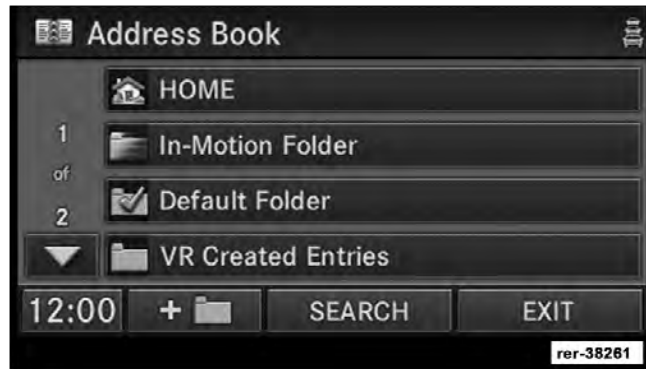 Address Book
HOME
1
of
2
In-Motion Folder
Default Folder
VR Created Entries
12:00
+
SEARCH
EXIT
rer-38261